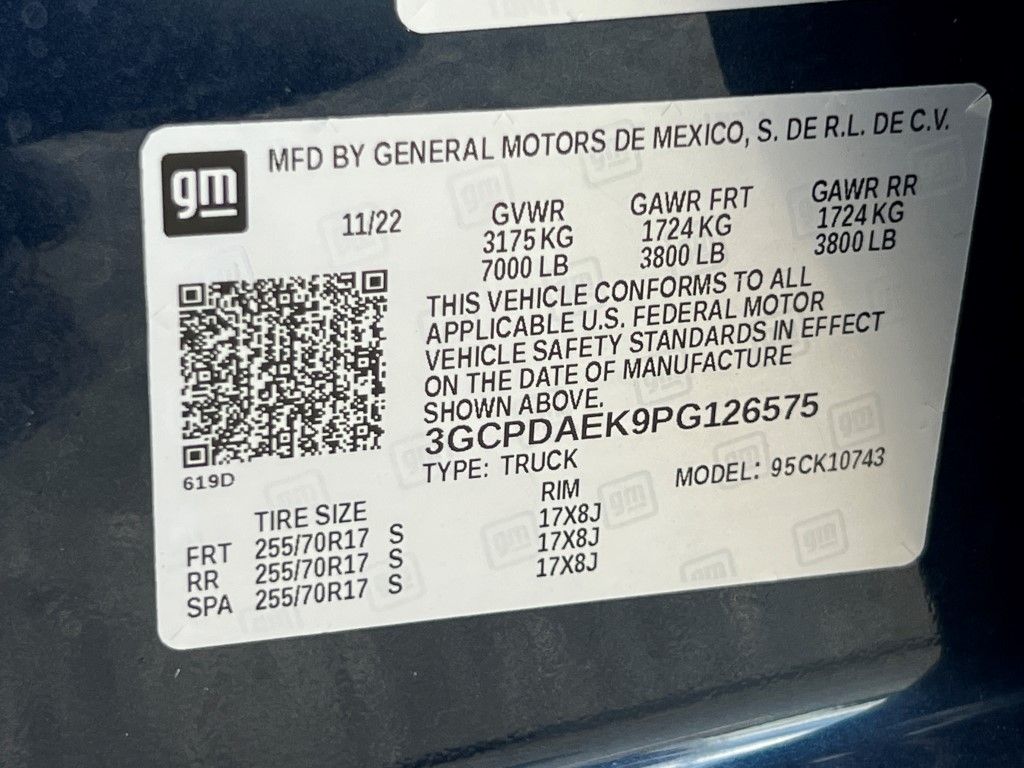 gm
MFD BY GENERAL MOTORS DE MEXICO, S. DE R.L. DE C.V.
11/22
GVWR GAWR FRT GAWR RR
3175 KG 1724 KG 1724 KG
7000 LB 3800 LB 3800 LB
THIS VEHICLE CONFORMS TO ALL
APPLICABLE U.S. FEDERAL MOTOR
VEHICLE SAFETY STANDARDS IN EFFECT
ON THE DATE OF MANUFACTURE
SHOWN ABOVE.
3GCPDAEK9PG126575
619D
TYPE: TRUCK MODEL: 95CK10743
TIRE SIZE RIM
FRT 255/70R17 S 17X8J
RR 255/70R17 S 17X8J
SPA 255/70R17 S 17X8J